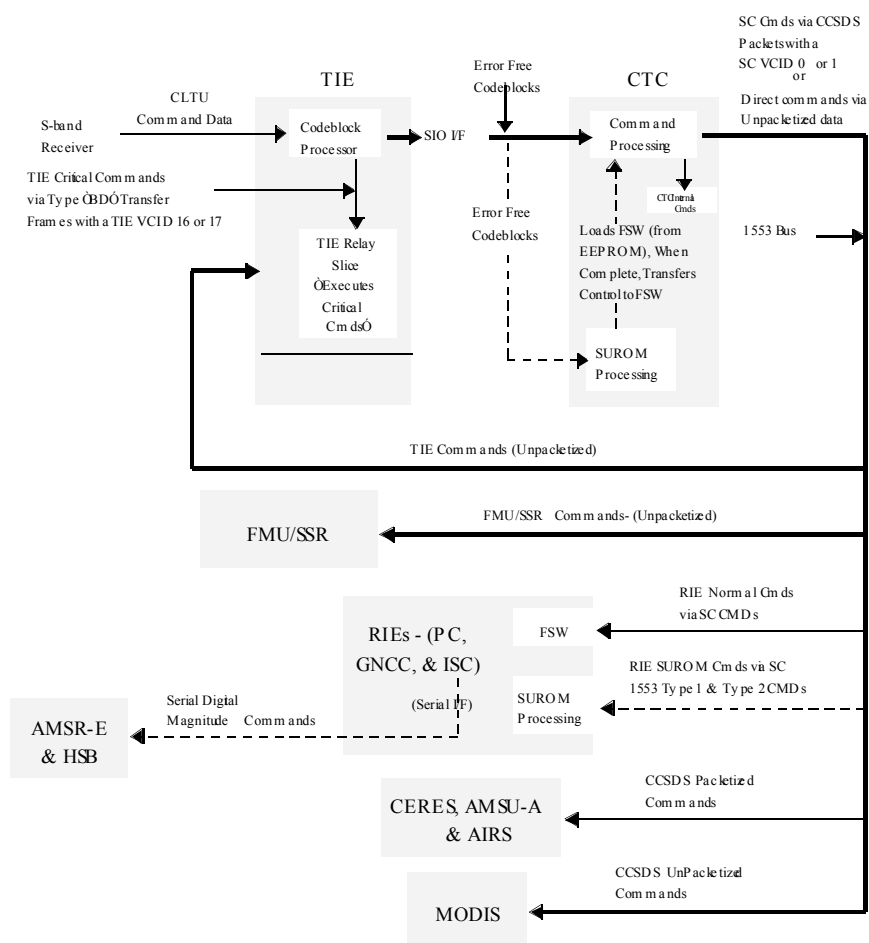 SC Cmds via CCSDS
Packets with a
SC VCID 0 or 1
or
Direct commands via
Unpacketized data
Error Free
Codeblocks
TIE
CTC
CLTU
Command Data
S-band
Receiver
Codeblock
Processor
SIO I/F
Command
Processing
TIE Critical Commands
via Type ÒBDÓ Transfer
Frames with a TIE VCID 16 or 17
CTC Internal
Cmds
Error Free
Codeblocks
1553 Bus
TIE Relay
Slice
ÒExecutes
Critical
CmdsÓ
Loads FSW (from
EEPROM), When
Complete, Transfers
Control to FSW
SUROM
Processing
TIE Commands (Unpacketized)
FMU/SSR
FMU/SSR Commands- (Unpacketized)
RIE Normal Cmds
via SC CMDs
RIEs - (PC,
GNCC, & ISC)
FSW
RIE SUROM Cmds via SC
1553 Type 1 & Type 2 CMDs
(Serial I/F)
SUROM
Processing
Serial Digital
Magnitude Commands
AMSR-E
& HSB
CCSDS Packetized
Commands
CERES, AMSU-A
& AIRS
CCSDS UnPacketized
Commands
MODIS